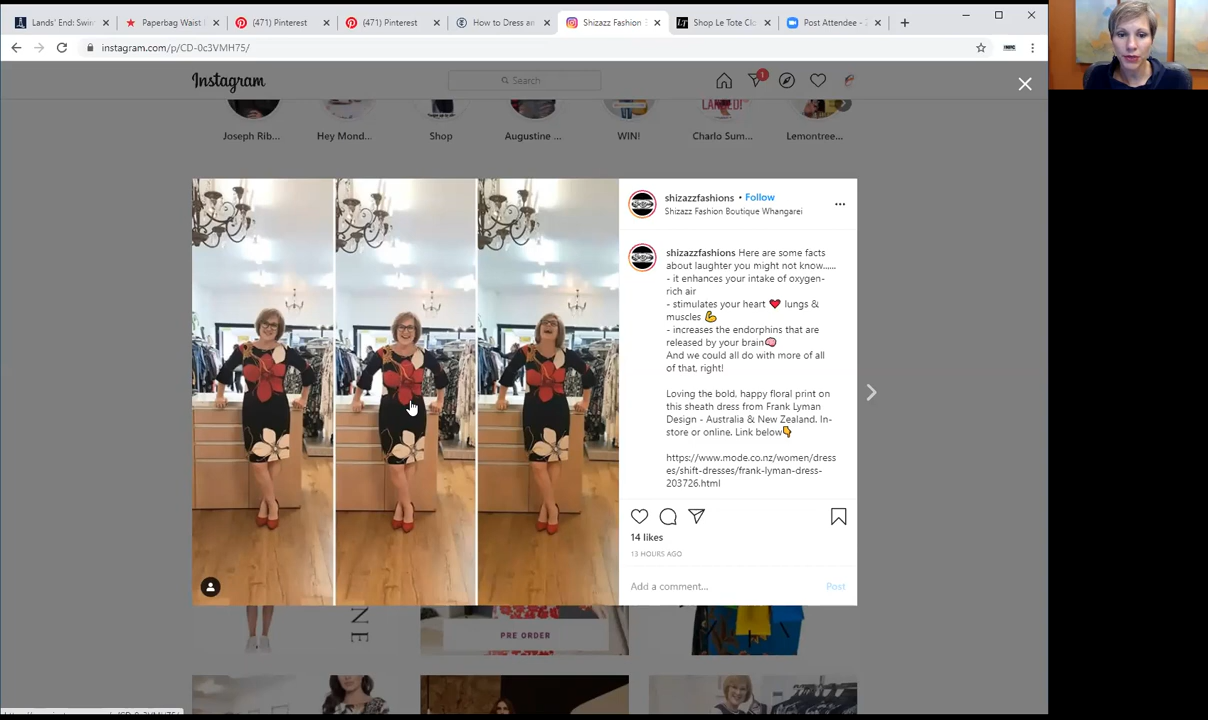 Lands' End: Swin
Paperbag Waist
(471) Pinterest
(471) Pinterest
How to Dress an
Shizazz Fashion
Shop Le Tote Clo
Post Attendee -
instagram.com/p/CD-0c3VMH75/
Instagram
Search
1
Joseph Rib...
Hey Mond...
Shop
Augustine ...
WIN!
Charlo Sum...
Lemontree...
shizazzfashions • Follow
Shizazz Fashion Boutique Whangarei
shizazzfashions Here are some facts
about laughter you might not know......
- it enhances your intake of oxygen-
rich air
- stimulates your heart ❤️ lungs &
muscles 💪
- increases the endorphins that are
released by your brain🧠
And we could all do with more of all
of that, right!
Loving the bold, happy floral print on
this sheath dress from Frank Lyman
Design - Australia & New Zealand. In-
store or online. Link below👇
https://www.mode.co.nz/women/dress
es/shift-dresses/frank-lyman-dress-
203726.html
14 likes
13 HOURS AGO
Add a comment...
Post
PRE ORDER